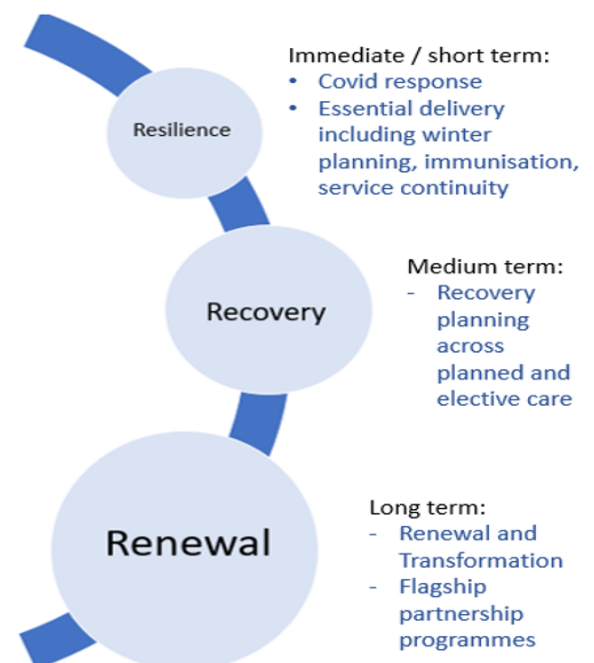 Resilience
Immediate / short term:
• Covid response
• Essential delivery
including winter
planning, immunisation,
service continuity
Recovery
Medium term:
- Recovery
planning
across
planned and
elective care
Renewal
Long term:
- Renewal and
Transformation
- Flagship
partnership
programmes